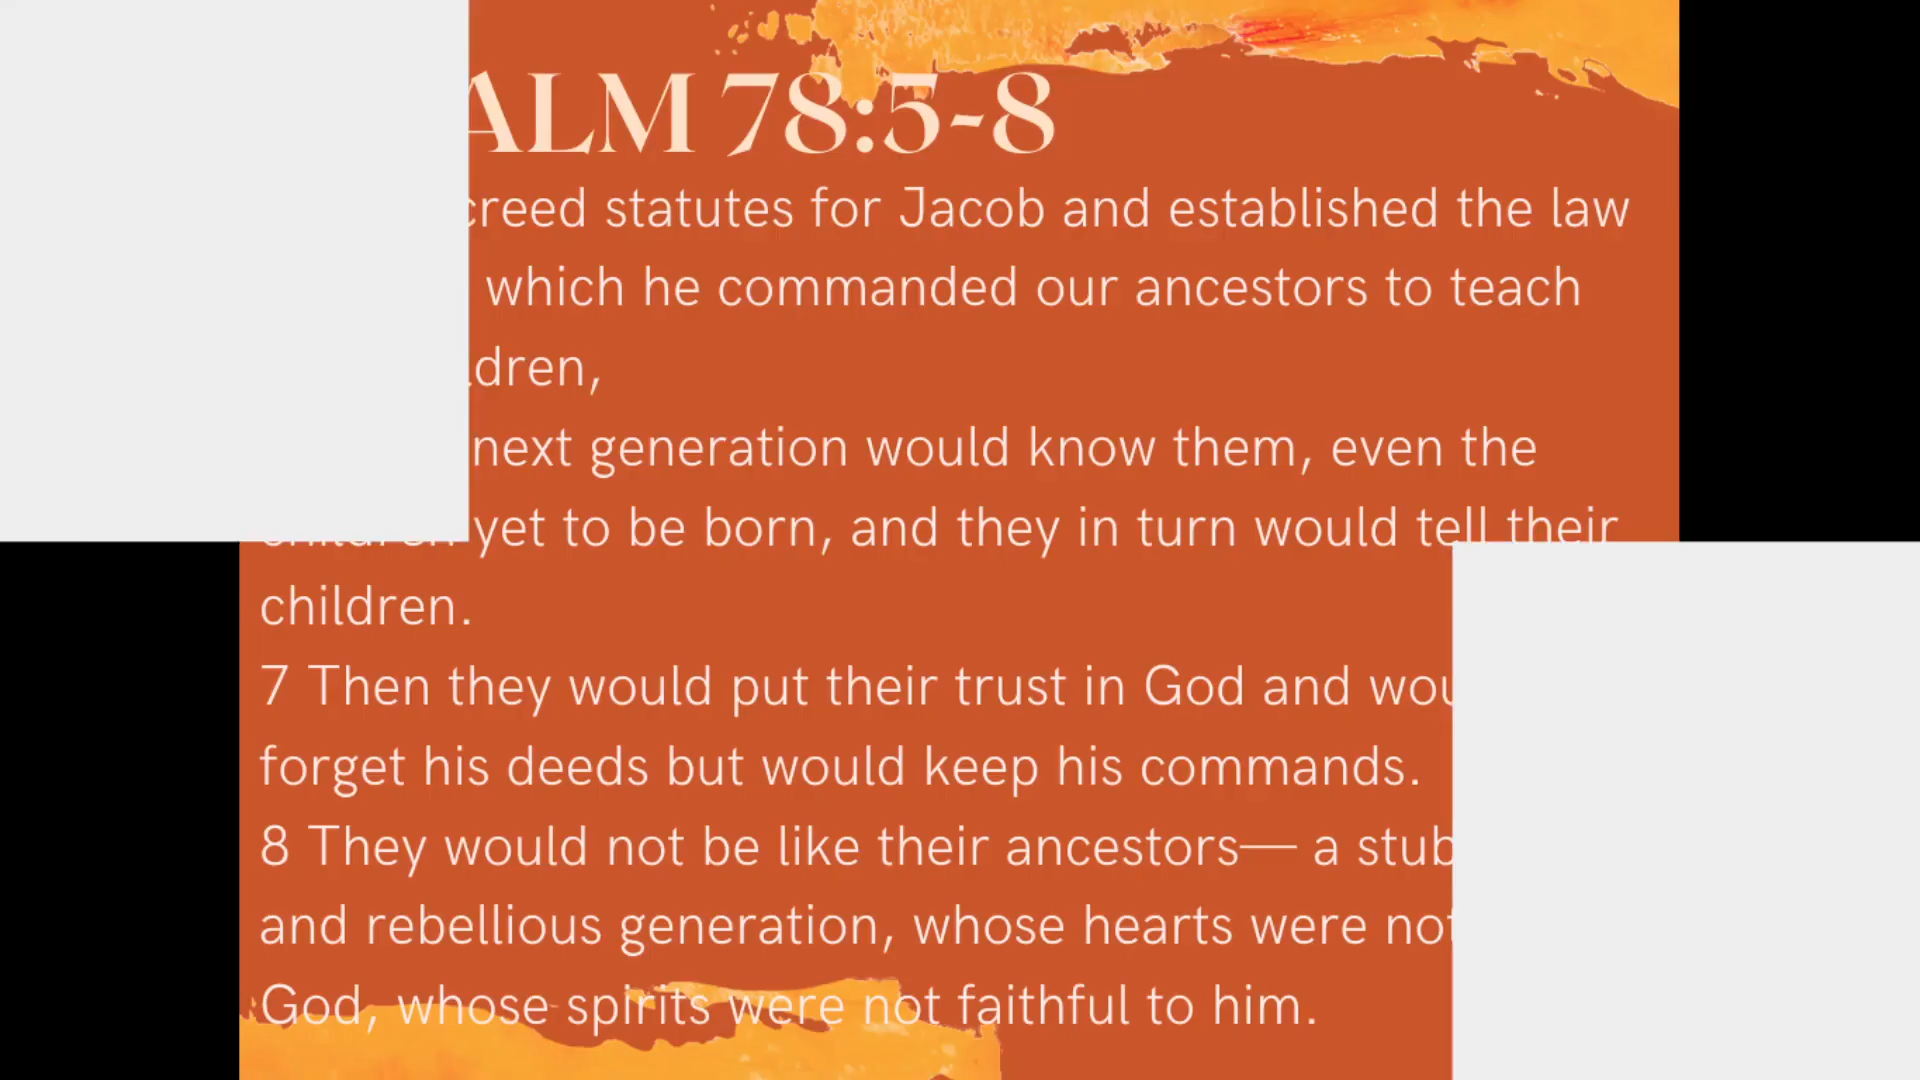 ALM 78:5-8
creed statutes for Jacob and established the law
which he commanded our ancestors to teach
dren,
next generation would know them, even the
children yet to be born, and they in turn would tell their
children.
7 Then they would put their trust in God and wou
forget his deeds but would keep his commands.
8 They would not be like their ancestors— a stub
and rebellious generation, whose hearts were not
God, whose spirits were not faithful to him.